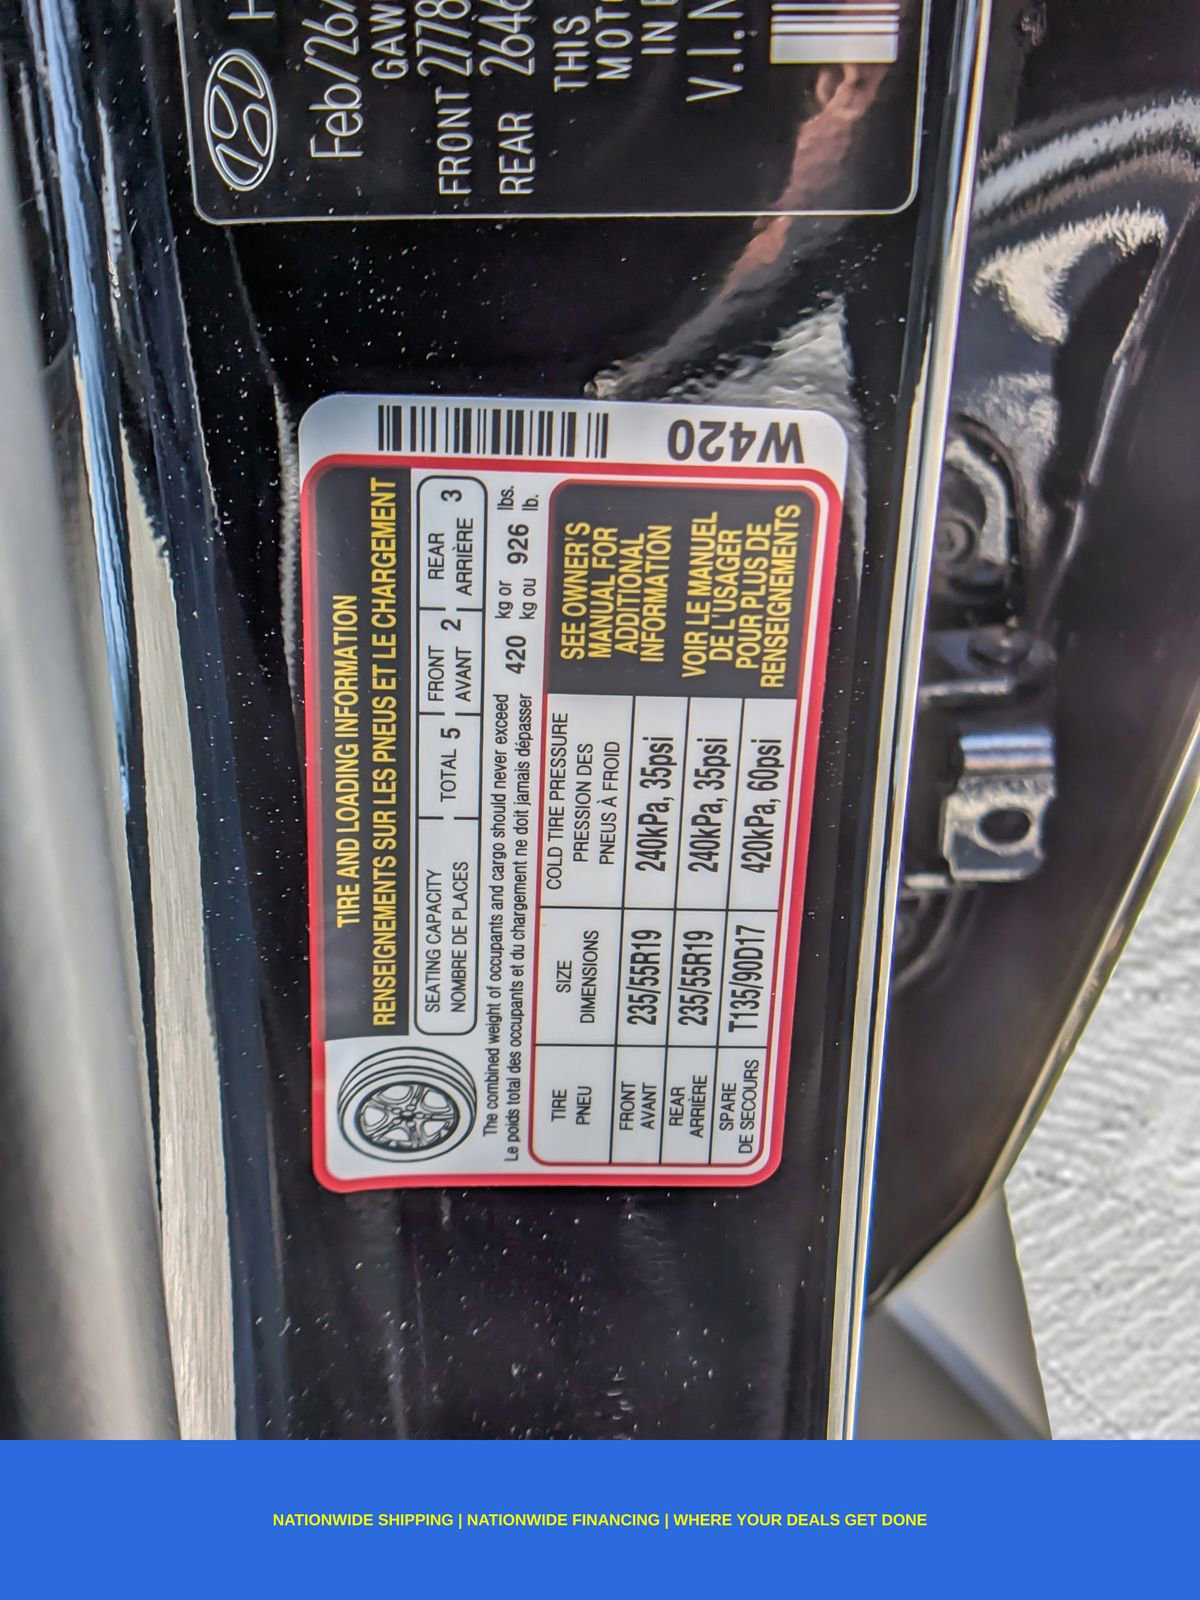 Feb/26/
FRONT 2778
REAR 2646
THIS
IN
V.I.N
TIRE AND LOADING INFORMATION
RENSEIGNEMENTS SUR LES PNEUS ET LE CHARGEMENT
SEATING CAPACITY
NOMBRE DE PLACES
TOTAL 5
FRONT
AVANT 2
REAR
ARRIÈRE 3
The combined weight of occupants and cargo should never exceed 420 kg or 926 lbs.
Le poids total des occupants et du chargement ne doit jamais dépasser kg ou lb.
TIRE
PNEU
SIZE
DIMENSIONS
COLD TIRE PRESSURE
PRESSION DES
PNEUS À FROID
FRONT
AVANT
235/55R19
240kPa, 35psi
REAR
ARRIÈRE
235/55R19
240kPa, 35psi
SPARE
DE SECOURS
T135/90D17
420kPa, 60psi
SEE OWNER'S
MANUAL FOR
ADDITIONAL
INFORMATION
VOIR LE MANUEL
DE L'USAGER
POUR PLUS DE
RENSEIGNEMENTS
W420
NATIONWIDE SHIPPING | NATIONWIDE FINANCING | WHERE YOUR DEALS GET DONE